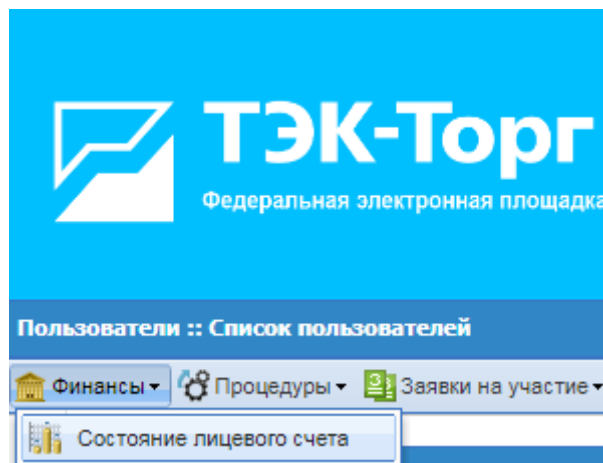 ТЭК-Торг
Федеральная электронная площадка
Пользователи :: Список пользователей
Финансы Процедуры Заявки на участие
Состояние лицевого счета